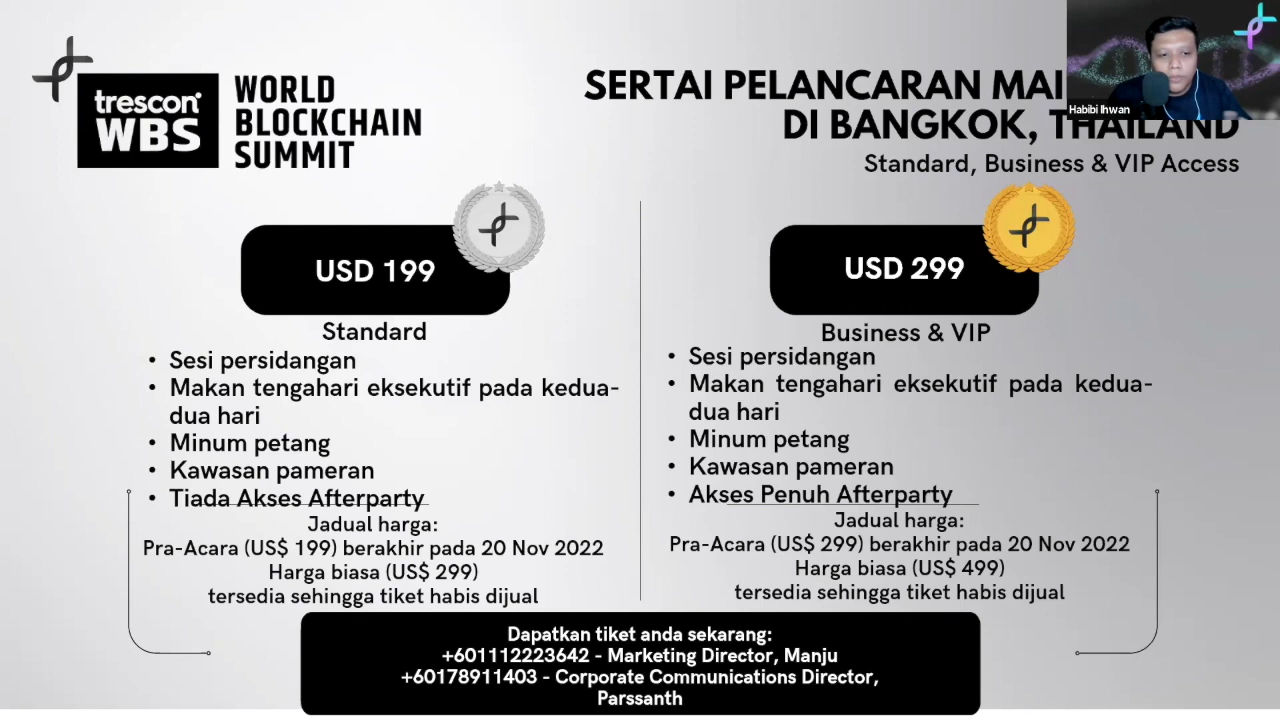 trescon
WBS
WORLD
BLOCKCHAIN
SUMMIT
SERTAI PELANCARAN
DI BANGKOK, THAILAND
Standard, Business & VIP Access
Habibi Ihwan
USD 199
Standard
• Sesi persidangan
• Makan tengahari eksekutif pada kedua-
dua hari
• Minum petang
• Kawasan pameran
• Tiada Akses Afterparty
Jadual harga:
Pra-Acara (US$ 199) berakhir pada 20 Nov 2022
Harga biasa (US$ 299)
tersedia sehingga tiket habis dijual
USD 299
Business & VIP
• Sesi persidangan
• Makan tengahari eksekutif pada kedua-
dua hari
• Minum petang
• Kawasan pameran
• Akses Penuh Afterparty
Jadual harga:
Pra-Acara (US$ 299) berakhir pada 20 Nov 2022
Harga biasa (US$ 499)
tersedia sehingga tiket habis dijual
Dapatkan tiket anda sekarang:
+601112223642 - Marketing Director, Manju
+60178911403 - Corporate Communications Director,
Parssanth